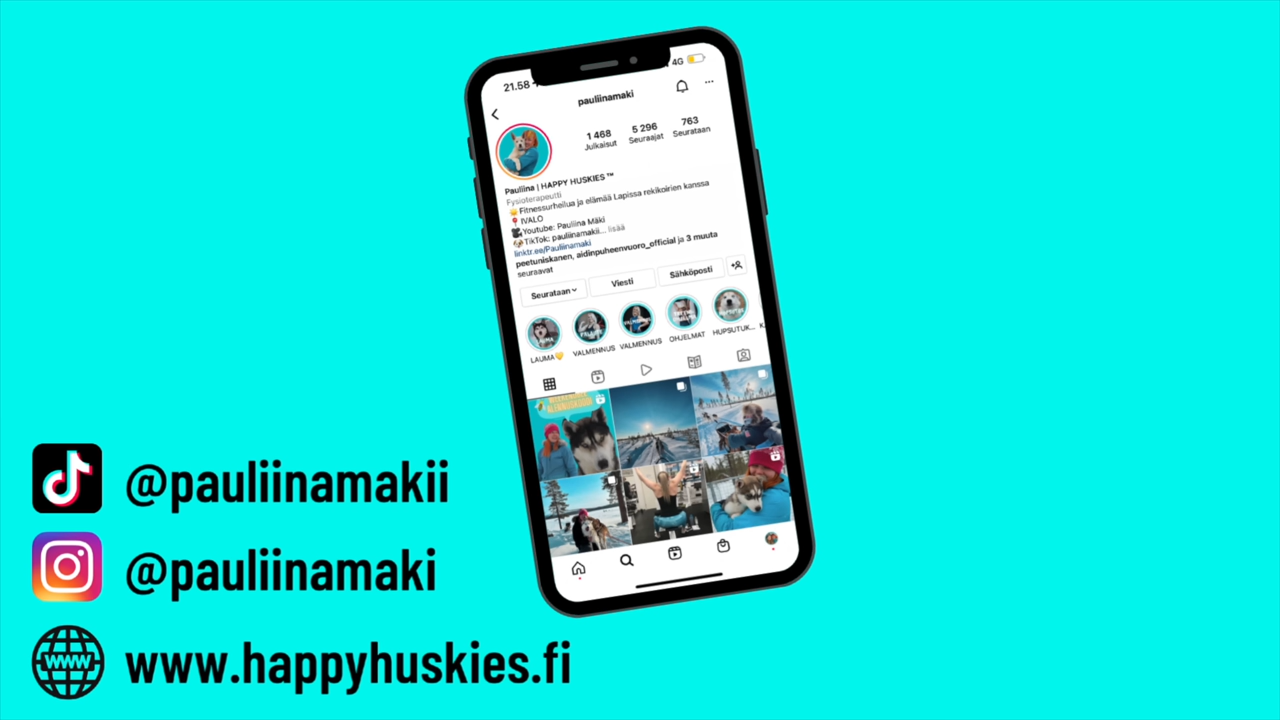 21.58
4G
pauliinamaki
1 468
Julkaisut
5 296
Seuraajat
763
Seurataan
Pauliina | HAPPY HUSKIES ™
Fysioterapeutti
Fitnessurheilua ja elämää Lapissa rekikoirien kanssa
IVALO
Youtube: Pauliina Mäki
TikTok: pauliinamakii... lisää
linktr.ee/Pauliinamaki
peetuniskanen, aidinpuheenvuoro_official ja 3 muuta
seuraavat
Seurataan
Viesti
Sähköposti
LAUMA
VALMENNUS
VALMENNUS
OHJELMAT
HUPSUTUK...
@pauliinamakii
@pauliinamaki
WWW
www.happyhuskies.fi